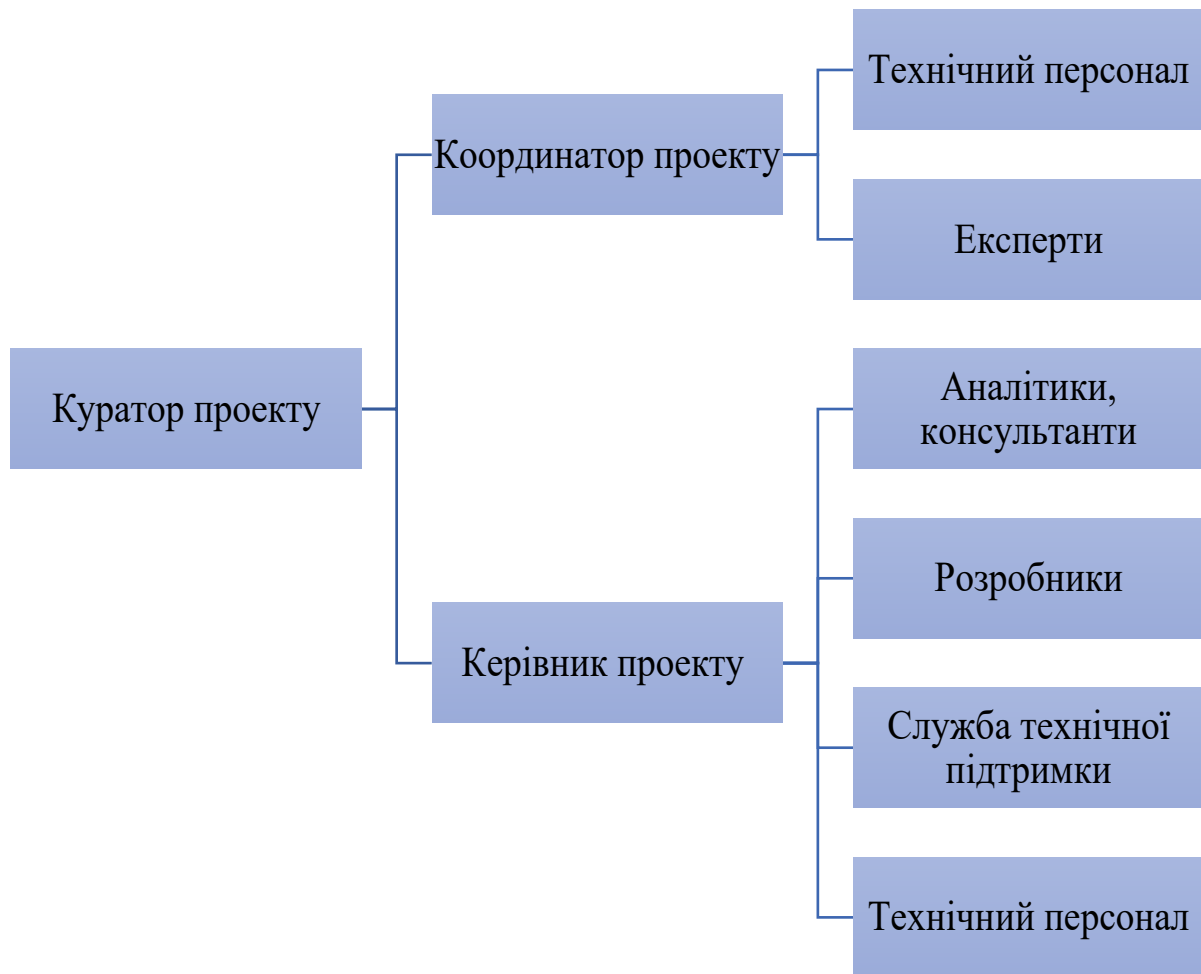 Технічний персонал
Координатор проекту
Експерти
Куратор проекту
Аналітики,
консультанти
Розробники
Керівник проекту
Служба технічної
підтримки
Технічний персонал